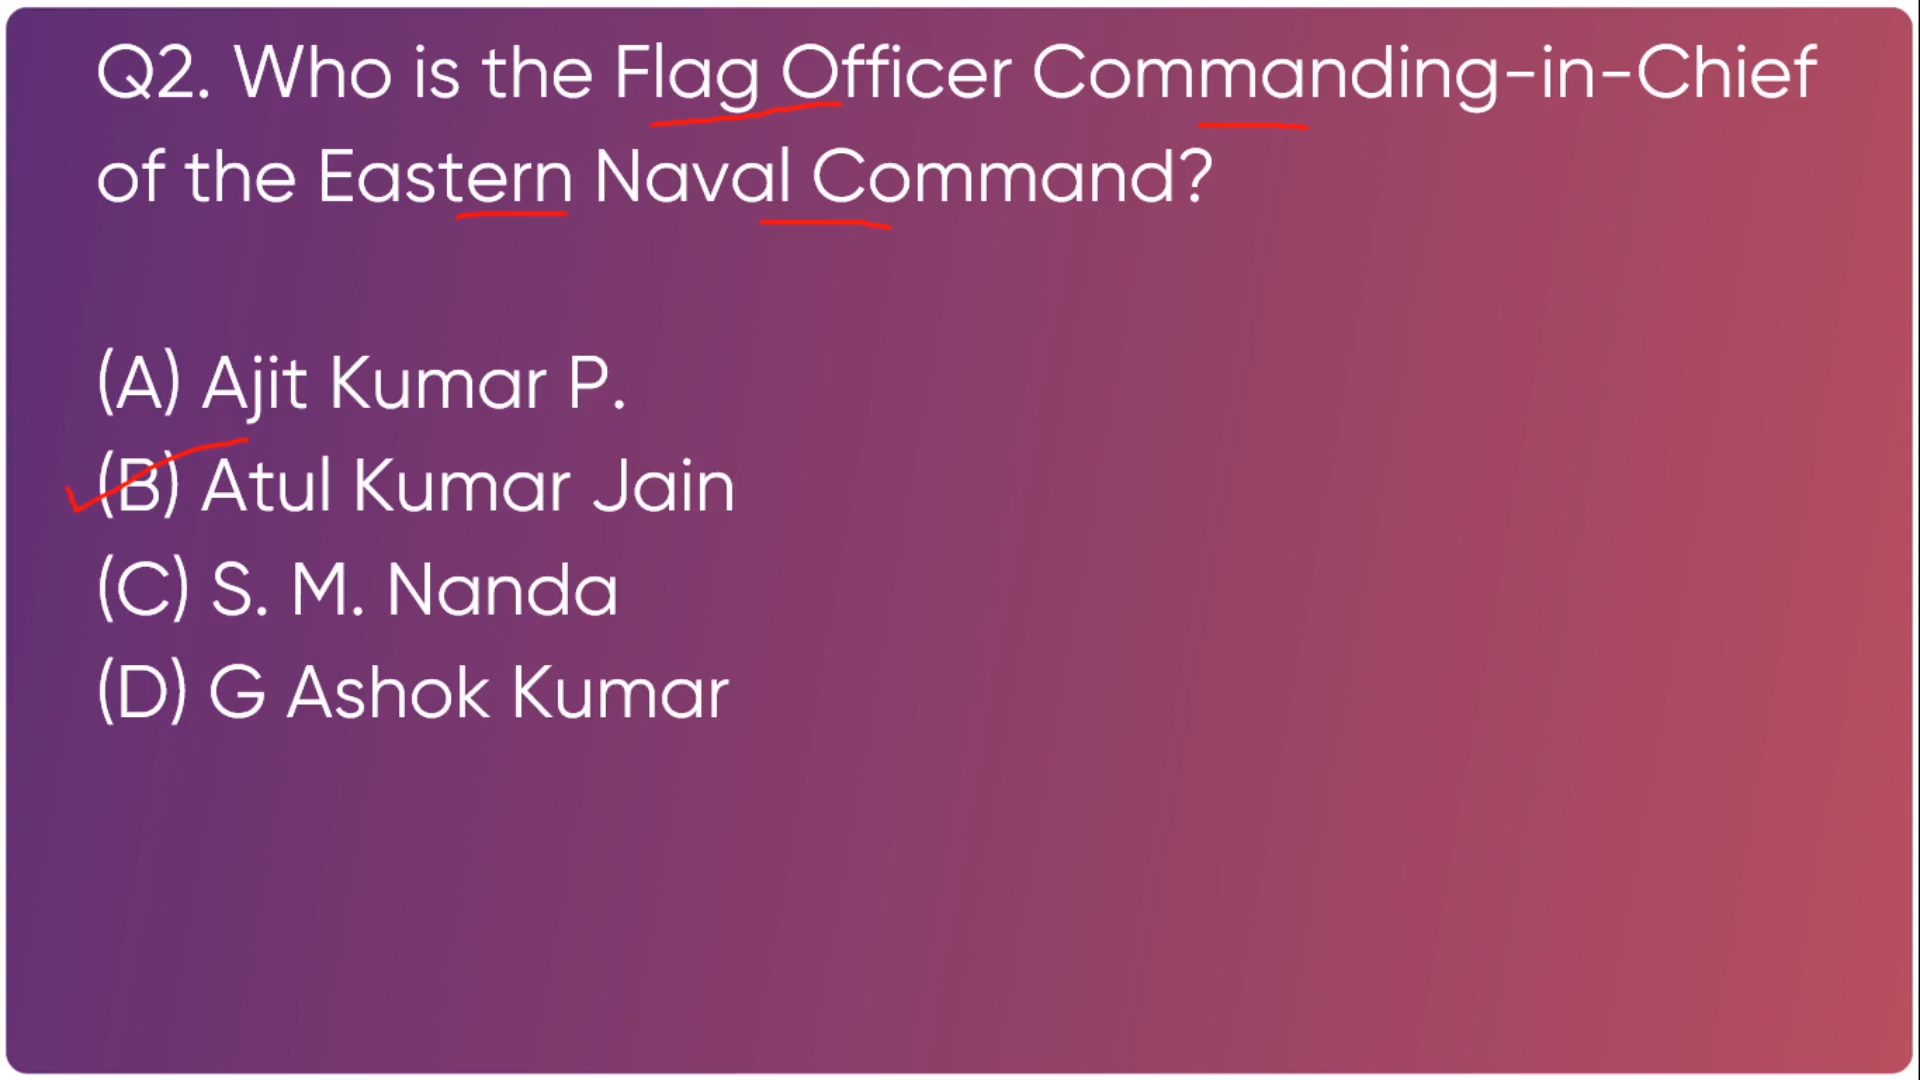 Q2. Who is the Flag Officer Commanding-in-Chief
of the Eastern Naval Command?
(A) Ajit Kumar P.
(B) Atul Kumar Jain
(C) S. M. Nanda
(D) G Ashok Kumar